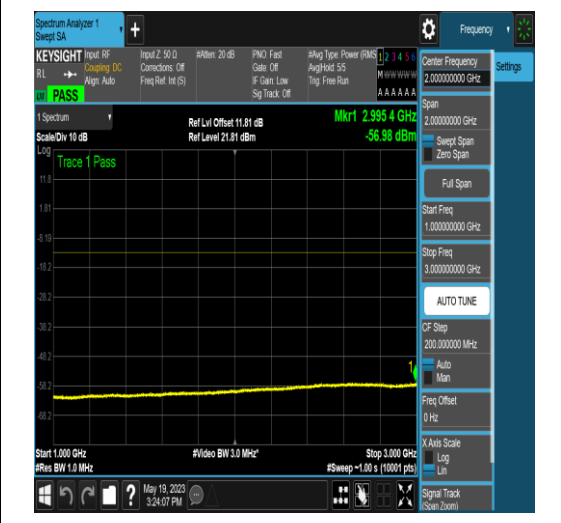 Spectrum Analyzer 1
Swept SA
+
Frequency
KEYSIGHT
RL
Input: RF
Coupling: DC
Align: Auto
Input Z: 50 Ω
Corrections: Off
Freq Ref: Int (S)
#Atten: 20 dB
PNO: Fast
Gate: Off
IF Gain: Low
Sig Track: Off
#Avg Type: Power (RMS
Avg|Hold: 5/5
Trig: Free Run
1 2 3 4 5 6
M W W W W W
A A A A A A
PASS
1 Spectrum
Scale/Div 10 dB
Ref Lvl Offset 11.81 dB
Ref Level 21.81 dBm
Mkr1 2.995 4 GHz
-56.98 dBm
Log
Trace 1 Pass
11.8
1.81
-8.19
-18.2
-28.2
-38.2
-48.2
-58.2
-68.2
1
Start 1.000 GHz
#Res BW 1.0 MHz
#Video BW 3.0 MHz*
Stop 3.000 GHz
#Sweep ~1.00 s (10001 pts)
?
May 19, 2023
3:24:07 PM
Center Frequency
2.000000000 GHz
Settings
Span
2.00000000 GHz
Swept Span
Zero Span
Full Span
Start Freq
1.000000000 GHz
Stop Freq
3.000000000 GHz
AUTO TUNE
CF Step
200.000000 MHz
Auto
Man
Freq Offset
0 Hz
X Axis Scale
Log
Lin
Signal Track
(Span Zoom)